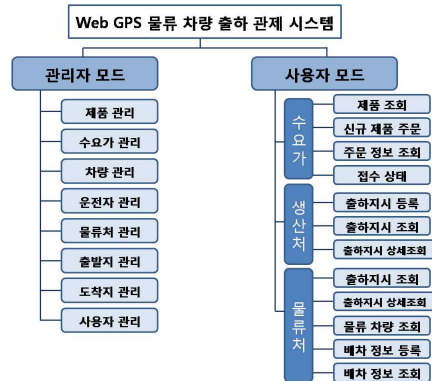 Web GPS 물류 차량 출하 관제 시스템
관리자 모드
제품 관리
수요가 관리
차량 관리
운전자 관리
물류처 관리
출발지 관리
도착지 관리
사용자 관리
사용자 모드
수요가
제품 조회
신규 제품 주문
주문 정보 조회
접수 상태
생산처
출하지시 등록
출하지시 조회
출하지시 상세조회
물류처
출하지시 조회
출하지시 상세조회
물류 차량 조회
배차 정보 등록
배차 정보 조회